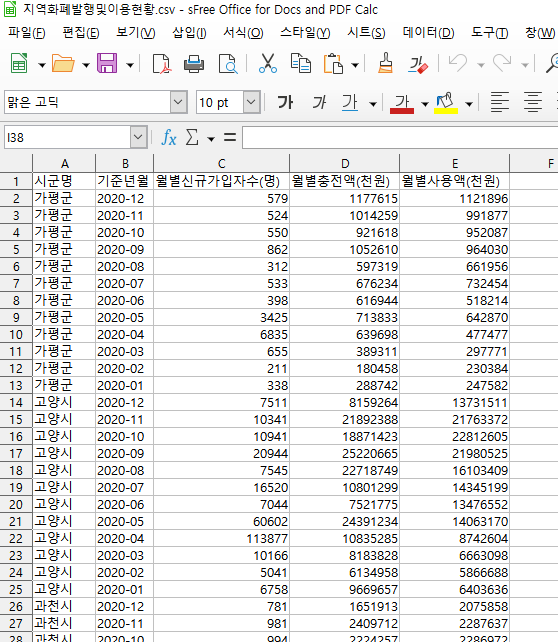 지역화폐발행및이용현황.csv - sFree Office for Docs and PDF Calc
파일(F) 편집(E) 보기(V) 삽입(I) 서식(O) 스타일(Y) 시트(S) 데이터(D) 도구(T) 창(W)
맑은 고딕 10 pt 가 가 가 가
I38 fx Σ =
A B C D E F
1 시군명 기준년월 월별신규가입자수(명) 월별충전액(천원) 월별사용액(천원)
2 가평군 2020-12 579 1177615 1121896
3 가평군 2020-11 524 1014259 991877
4 가평군 2020-10 550 921618 952087
5 가평군 2020-09 862 1052610 964030
6 가평군 2020-08 312 597319 661956
7 가평군 2020-07 533 676234 732454
8 가평군 2020-06 398 616944 518214
9 가평군 2020-05 3425 713833 642870
10 가평군 2020-04 6835 639698 477477
11 가평군 2020-03 655 389311 297771
12 가평군 2020-02 211 180458 230384
13 가평군 2020-01 338 288742 247582
14 고양시 2020-12 7511 8159264 13731511
15 고양시 2020-11 10341 21892388 21763372
16 고양시 2020-10 10941 18871423 22812605
17 고양시 2020-09 20944 25220665 21980525
18 고양시 2020-08 7545 22718749 16103409
19 고양시 2020-07 16520 10801299 14345199
20 고양시 2020-06 7044 7521775 13476552
21 고양시 2020-05 60602 24391234 14063170
22 고양시 2020-04 113877 10835285 8742604
23 고양시 2020-03 10166 8183828 6663098
24 고양시 2020-02 5041 6134958 5866688
25 고양시 2020-01 6758 9669657 6403636
26 과천시 2020-12 781 1651913 2075858
27 과천시 2020-11 981 2409712 2287637
28 과천시 2020-10 994 2224257 2286972